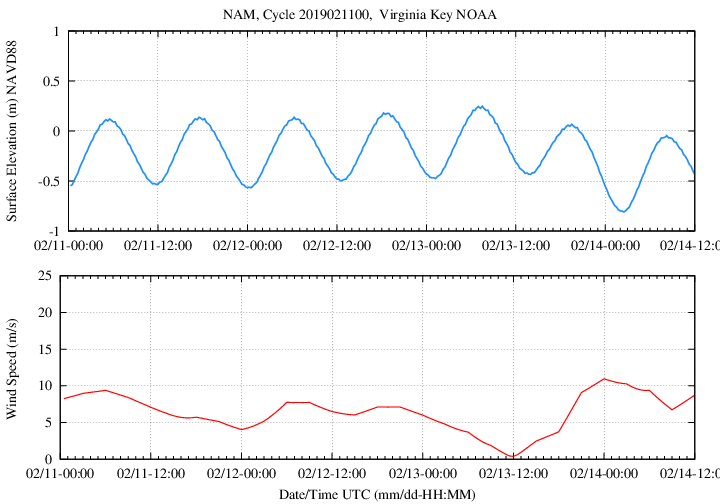 NAM, Cycle 2019021100,  Virginia Key NOAA
Surface Elevation (m) NAVD88
1
0.5
0
-0.5
-1
02/11-00:00 02/11-12:00 02/12-00:00 02/12-12:00 02/13-00:00 02/13-12:00 02/14-00:00 02/14-12:0
Wind Speed (m/s)
25
20
15
10
5
0
02/11-00:00 02/11-12:00 02/12-00:00 02/12-12:00 02/13-00:00 02/13-12:00 02/14-00:00 02/14-12:0
Date/Time UTC (mm/dd-HH:MM)